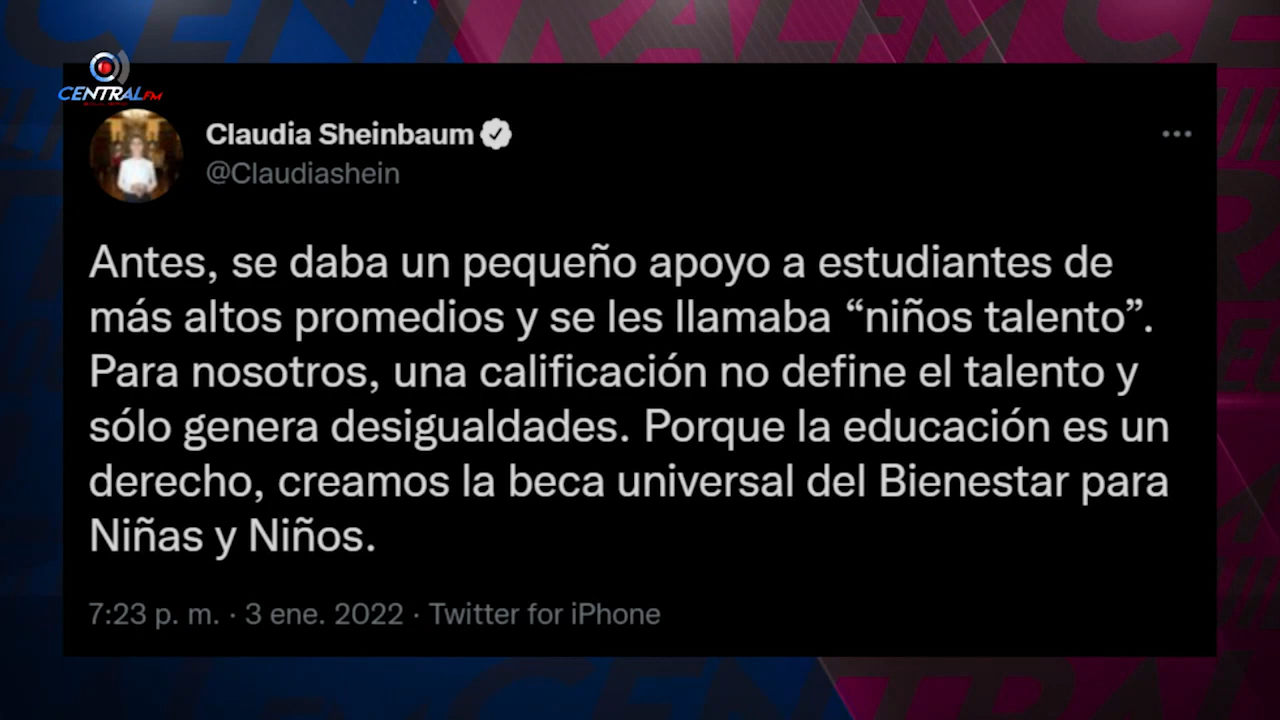 CENTRAL FM
Claudia Sheinbaum
@Claudiashein
Antes, se daba un pequeño apoyo a estudiantes de
más altos promedios y se les llamaba “niños talento”.
Para nosotros, una calificación no define el talento y
sólo genera desigualdades. Porque la educación es un
derecho, creamos la beca universal del Bienestar para
Niñas y Niños.
7:23 p. m. · 3 ene. 2022 · Twitter for iPhone